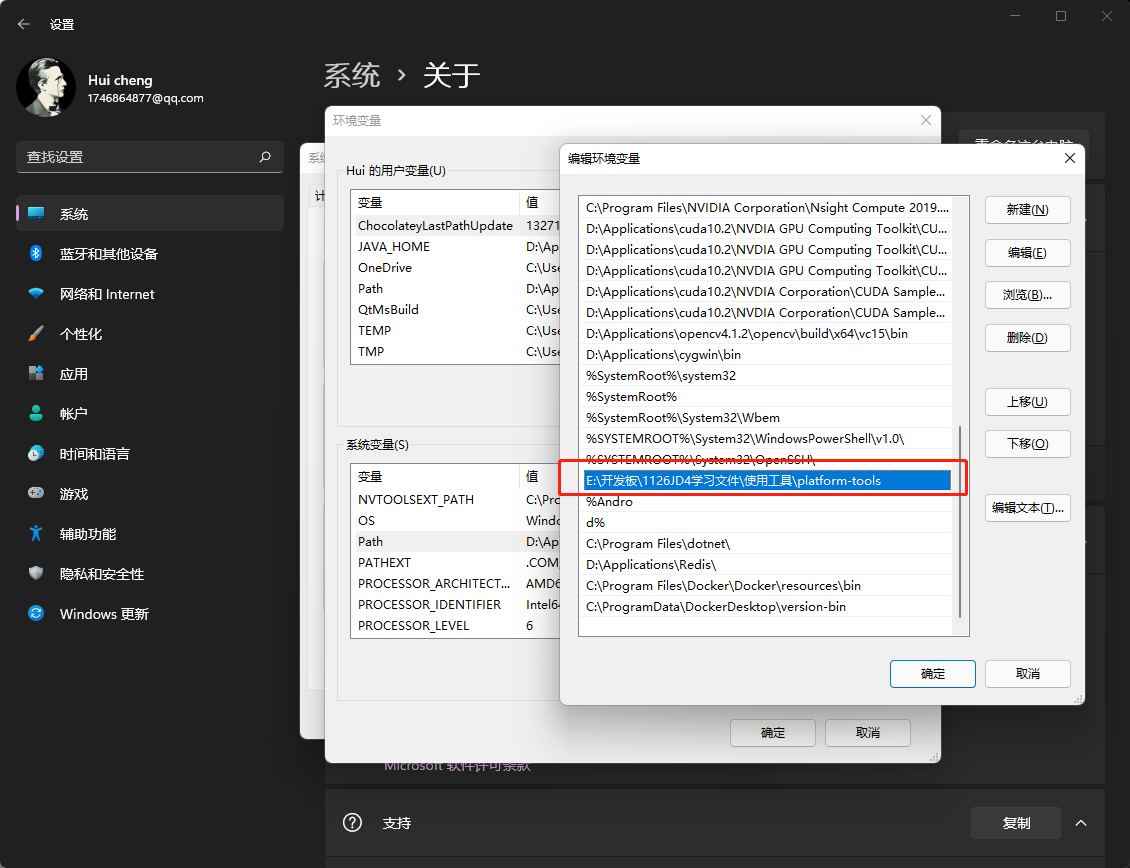 设置
Hui cheng
1746864877@qq.com
查找设置
系统
蓝牙和其他设备
网络和 Internet
个性化
应用
帐户
时间和语言
游戏
辅助功能
隐私和安全性
Windows 更新
系统 › 关于
环境变量
Hui 的用户变量(U)
变量 值
ChocolateyLastPathUpdate 13271
JAVA_HOME D:\Ap
OneDrive C:\Use
Path D:\Ap
QtMsBuild C:\Use
TEMP C:\Use
TMP C:\Use
系统变量(S)
变量 值
NVTOOLSEXT_PATH C:\Pro
OS Windo
Path D:\Ap
PATHEXT .COM
PROCESSOR_ARCHITECT... AMD6
PROCESSOR_IDENTIFIER Intel64
PROCESSOR_LEVEL 6
确定 取消
编辑环境变量
C:\Program Files\NVIDIA Corporation\Nsight Compute 2019....
D:\Applications\cuda10.2\NVDIA GPU Computing Toolkit\CU...
D:\Applications\cuda10.2\NVDIA GPU Computing Toolkit\CU...
D:\Applications\cuda10.2\NVDIA GPU Computing Toolkit\CU...
D:\Applications\cuda10.2\NVDIA Corporation\CUDA Sample...
D:\Applications\cuda10.2\NVDIA Corporation\CUDA Sample...
D:\Applications\opencv4.1.2\opencv\build\x64\vc15\bin
D:\Applications\cygwin\bin
%SystemRoot%\system32
%SystemRoot%
%SystemRoot%\System32\Wbem
%SYSTEMROOT%\System32\WindowsPowerShell\v1.0\
%SYSTEMROOT%\System32\OpenSSH\
E:\开发板\1126JD4学习文件\使用工具\platform-tools
%Andro
d%
C:\Program Files\dotnet\
D:\Applications\Redis\
C:\Program Files\Docker\Docker\resources\bin
C:\ProgramData\DockerDesktop\version-bin
新建(N)
编辑(E)
浏览(B)...
删除(D)
上移(U)
下移(O)
编辑文本(T)...
确定 取消
Microsoft 软件许可条款
支持
复制